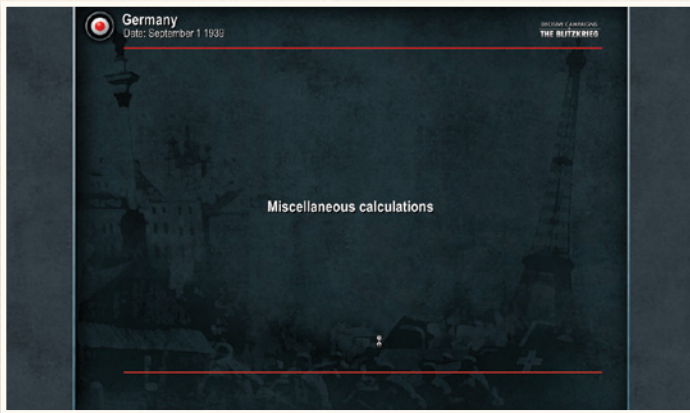 Germany
Date: September 1 1939
DECISIVE CAMPAIGNS
THE BLITZKRIEG
Miscellaneous calculations